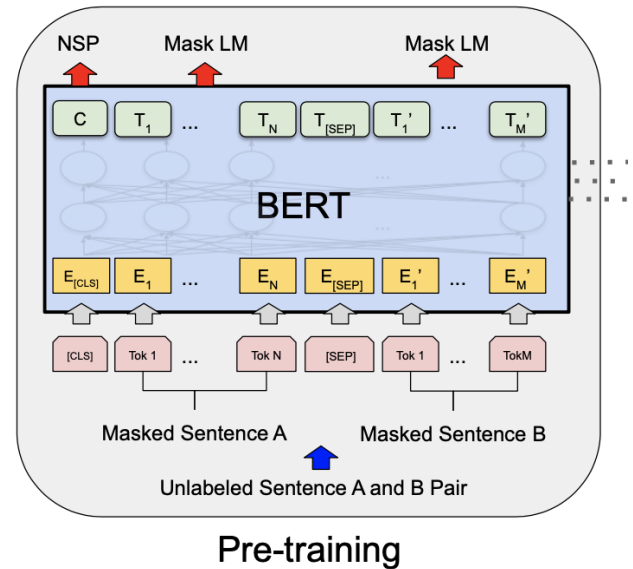 NSP Mask LM Mask LM
C T1 ... TN T[SEP] T1' ... TM'
...
...
BERT
E[CLS] E1 ... EN E[SEP] E1' ... EM'
[CLS] Tok 1 ... Tok N [SEP] Tok 1 ... TokM
Masked Sentence A Masked Sentence B
Unlabeled Sentence A and B Pair
Pre-training